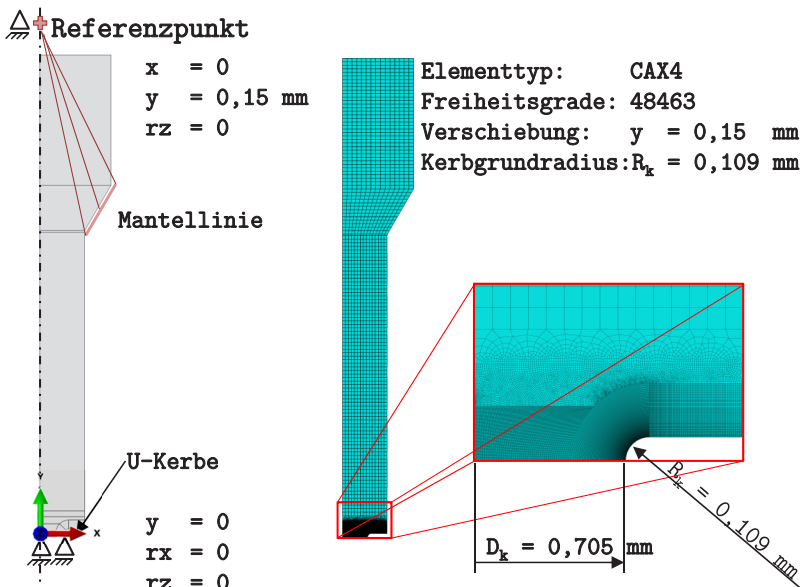 Referenzpunkt
x = 0
y = 0,15 mm
rz = 0
Mantellinie
U-Kerbe
Y
x
y = 0
rx = 0
rz = 0
Elementtyp: CAX4
Freiheitsgrade: 48463
Verschiebung: y = 0,15 mm
Kerbgrundradius: Rk = 0,109 mm
Dk = 0,705 mm
Rk = 0,109 mm